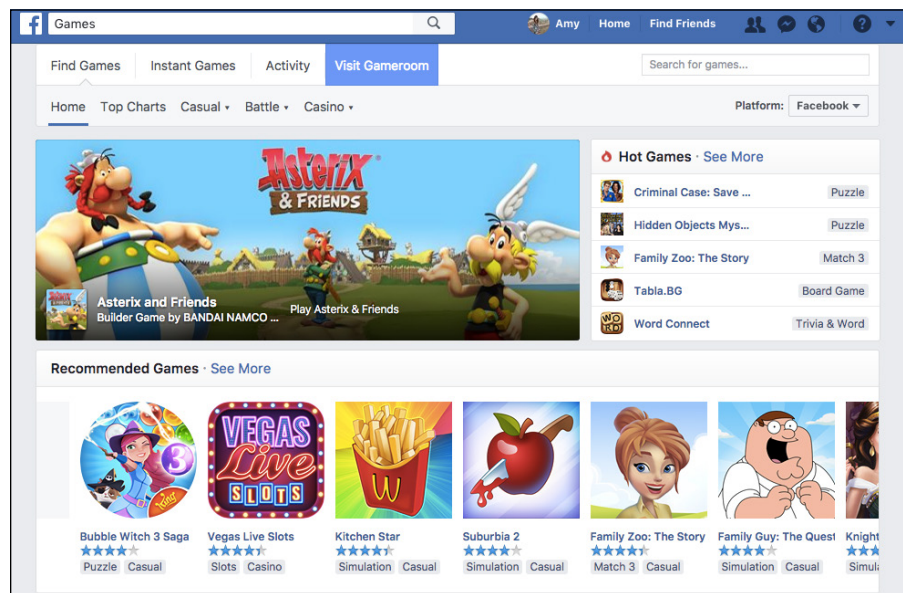 f Games
Amy Home Find Friends
?
Find Games Instant Games Activity Visit Gameroom
Search for games...
Home Top Charts Casual Battle Casino
Platform: Facebook
Asterix
& FRIENDS
Asterix and Friends
Builder Game by BANDAI NAMCO ...
Play Asterix & Friends
Hot Games · See More
Criminal Case: Save ... Puzzle
Hidden Objects Mys... Puzzle
Family Zoo: The Story Match 3
Tabla.BG Board Game
WORD
Word Connect Trivia & Word
Recommended Games · See More
3
King
VEGAS
Live
SLOTS
M
Bubble Witch 3 Saga Vegas Live Slots Kitchen Star Suburbia 2 Family Zoo: The Story Family Guy: The Quest Knight
Puzzle Casual Slots Casino Simulation Casual Simulation Casual Match 3 Casual Simulation Casual Simula